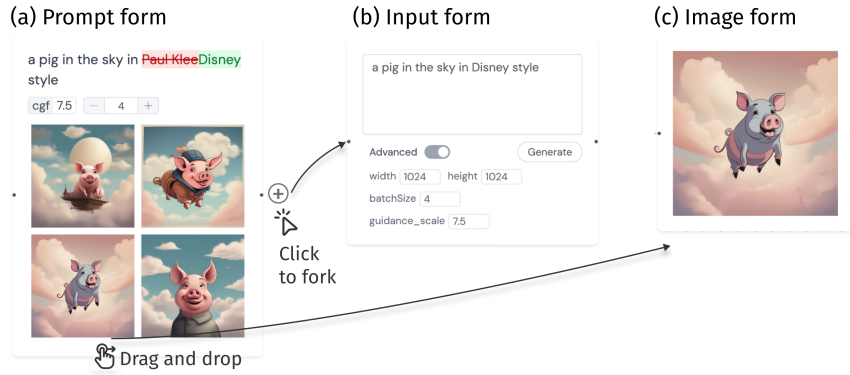 (a) Prompt form
a pig in the sky in Paul KleeDisney
style
cgf 7.5 − 4 +
Drag and drop
Click
to fork
(b) Input form
a pig in the sky in Disney style
Advanced Generate
width 1024 height 1024
batchSize 4
guidance_scale 7.5
(c) Image form